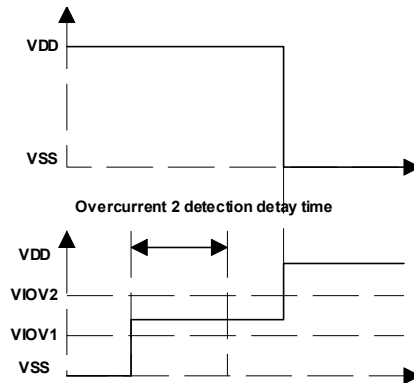 VDD
VSS
Overcurrent 2 detection detay time
VDD
VIOV2
VIOV1
VSS